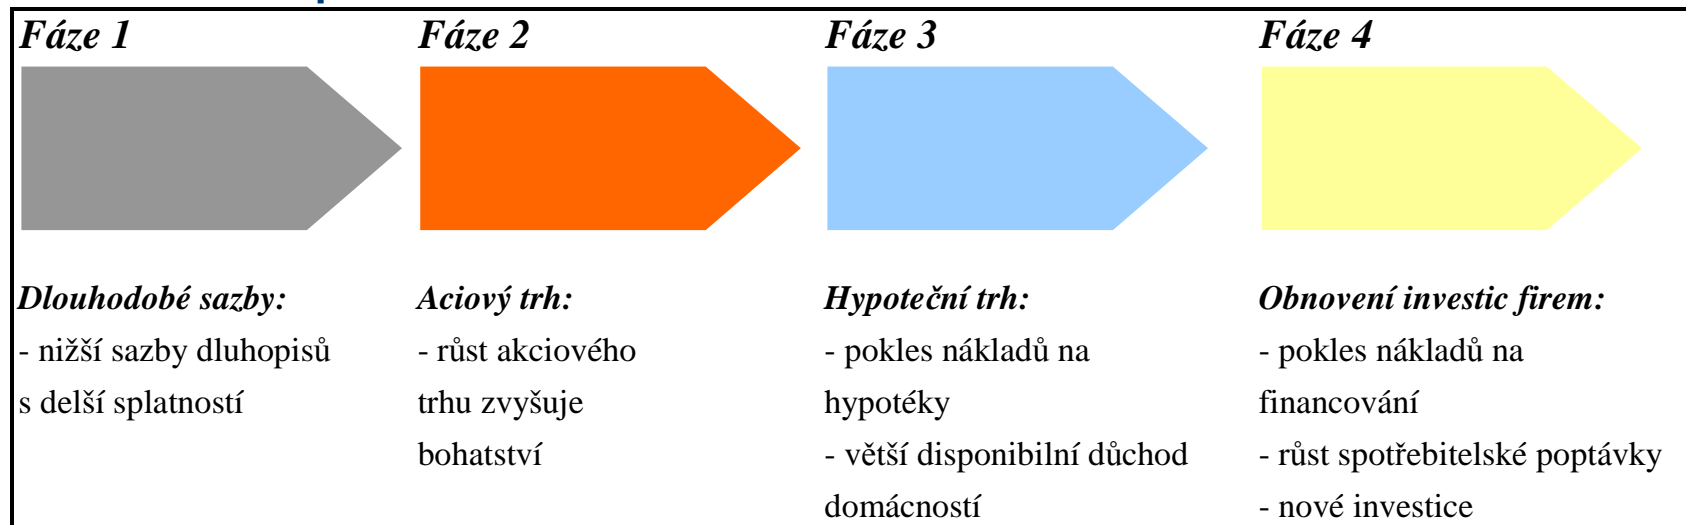 Fáze 1
Fáze 2
Fáze 3
Fáze 4
Dlouhodobé sazby:
- nižší sazby dluhopisů
s delší splatností
Aciový trh:
- růst akciového
trhu zvyšuje
bohatství
Hypoteční trh:
- pokles nákladů na
hypotéky
- větší disponibilní důchod
domácností
Obnovení investic firem:
- pokles nákladů na
financování
- růst spotřebitelské poptávky
- nové investice